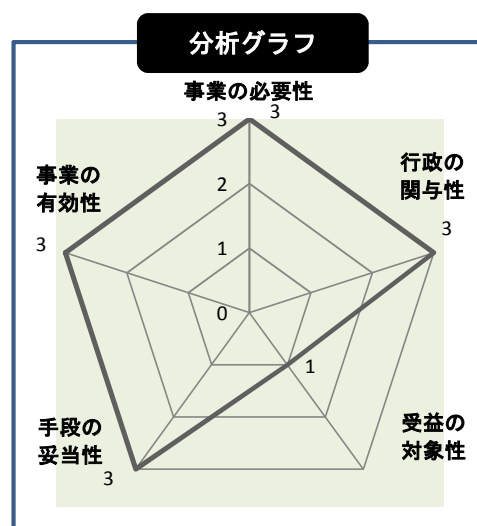 分析グラフ
事業の必要性
3
3
2
1
0
行政の
関与性
3
1
受益の
対象性
手段の
妥当性
3
事業の
有効性
3